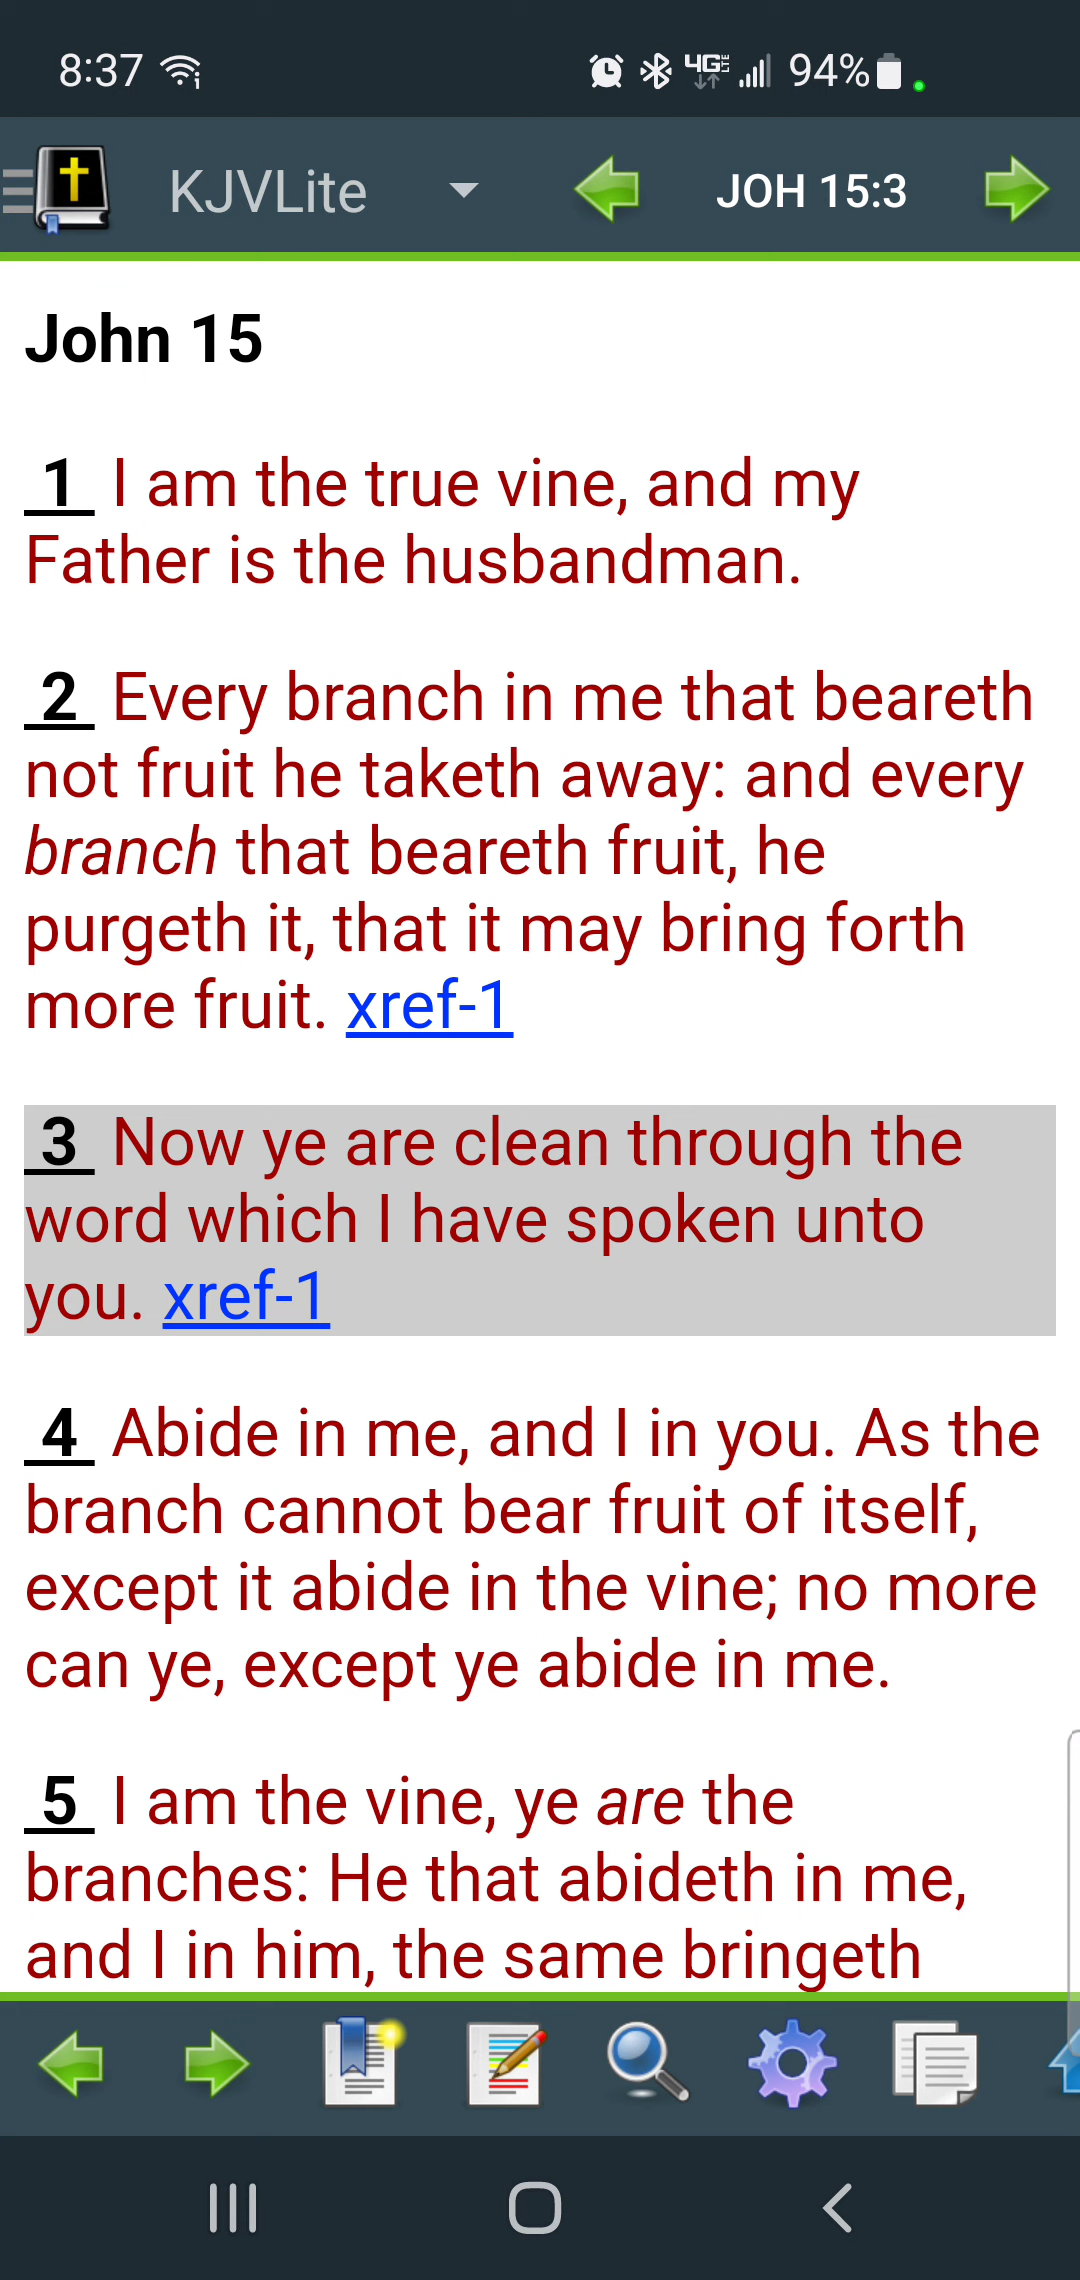 8:37 4G LTE 94%
KJVLite JOH 15:3
John 15
1 I am the true vine, and my
Father is the husbandman.
2 Every branch in me that beareth
not fruit he taketh away: and every
branch that beareth fruit, he
purgeth it, that it may bring forth
more fruit. xref-1
3 Now ye are clean through the
word which I have spoken unto
you. xref-1
4 Abide in me, and I in you. As the
branch cannot bear fruit of itself,
except it abide in the vine; no more
can ye, except ye abide in me.
5 I am the vine, ye are the
branches: He that abideth in me,
and I in him, the same bringeth